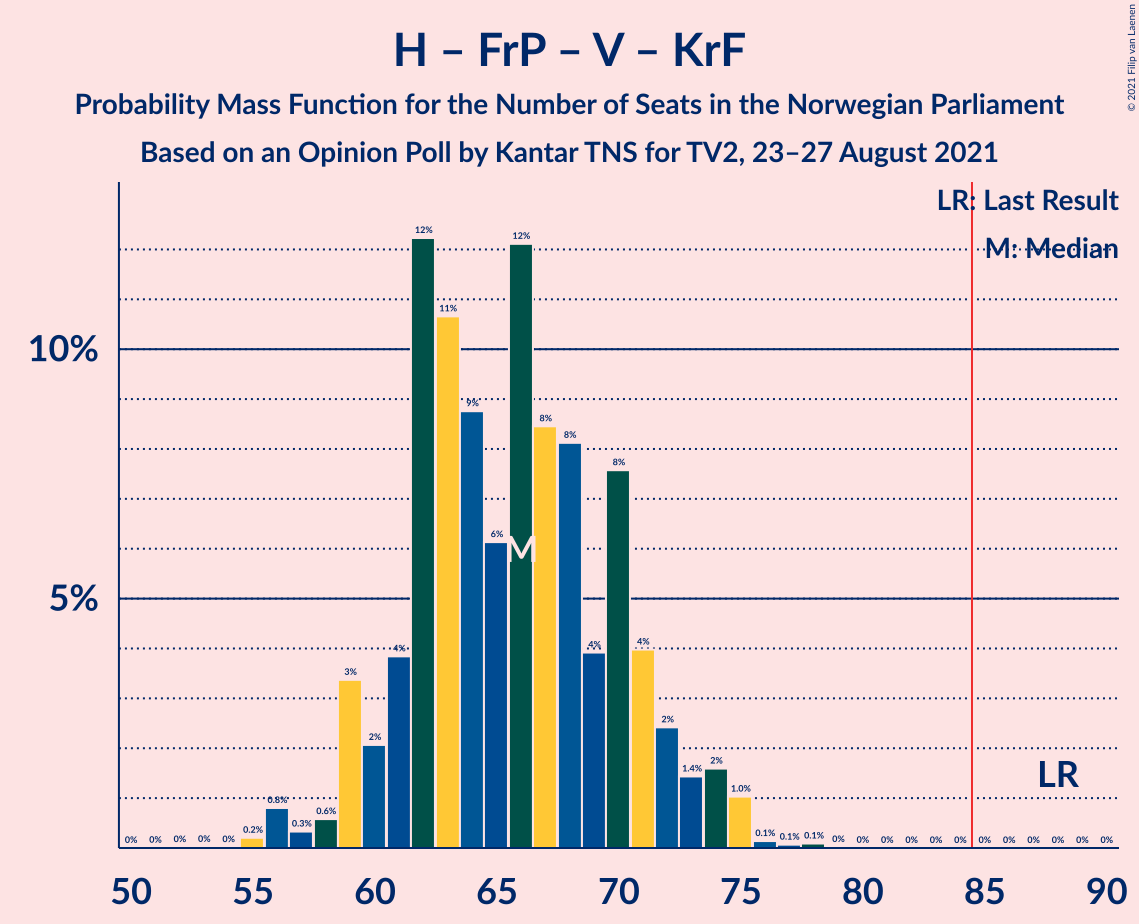 H – FrP – V – KrF
Probability Mass Function for the Number of Seats in the Norwegian Parliament
Based on an Opinion Poll by Kantar TNS for TV2, 23–27 August 2021
© 2021 Filip van Laenen
LR: Last Result
M: Median
10%
5%
0% 0% 0% 0% 0% 0.2% 0.8% 0.3% 0.6% 3% 2% 4% 12% 11% 9% 6% 12% 8% 8% 4% 8% 4% 2% 1.4% 2% 1.0% 0.1% 0.1% 0.1% 0% 0% 0% 0% 0% 0% 0% 0% 0% 0% 0% 0%
M
LR
50 55 60 65 70 75 80 85 90